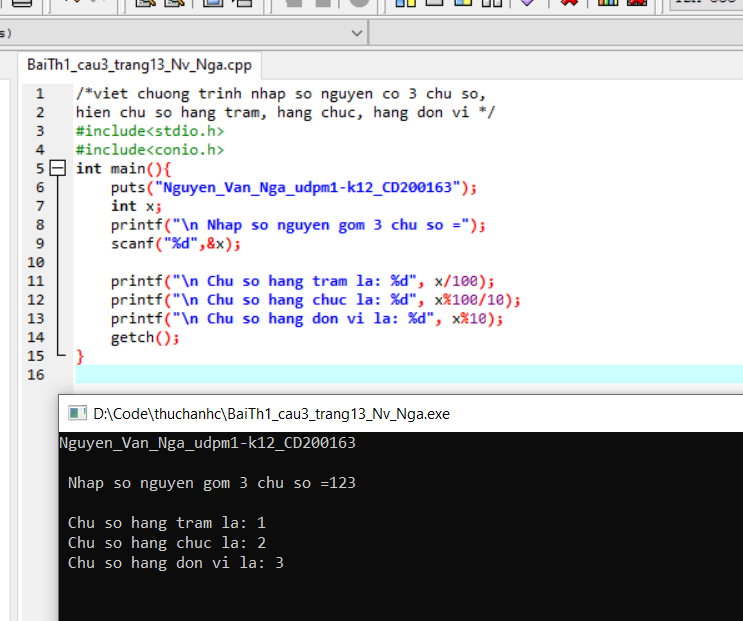 s)
BaiTh1_cau3_trang13_Nv_Nga.cpp
1 /*viet chuong trinh nhap so nguyen co 3 chu so,
2 hien chu so hang tram, hang chuc, hang don vi */
3 #include<stdio.h>
4 #include<conio.h>
5 int main(){
6 puts("Nguyen_Van_Nga_udpm1-k12_CD200163");
7 int x;
8 printf("\n Nhap so nguyen gom 3 chu so =");
9 scanf("%d",&x);
10
11 printf("\n Chu so hang tram la: %d", x/100);
12 printf("\n Chu so hang chuc la: %d", x%100/10);
13 printf("\n Chu so hang don vi la: %d", x%10);
14 getch();
15 }
16
D:\Code\thuchanhc\BaiTh1_cau3_trang13_Nv_Nga.exe
Nguyen_Van_Nga_udpm1-k12_CD200163
Nhap so nguyen gom 3 chu so =123
Chu so hang tram la: 1
Chu so hang chuc la: 2
Chu so hang don vi la: 3